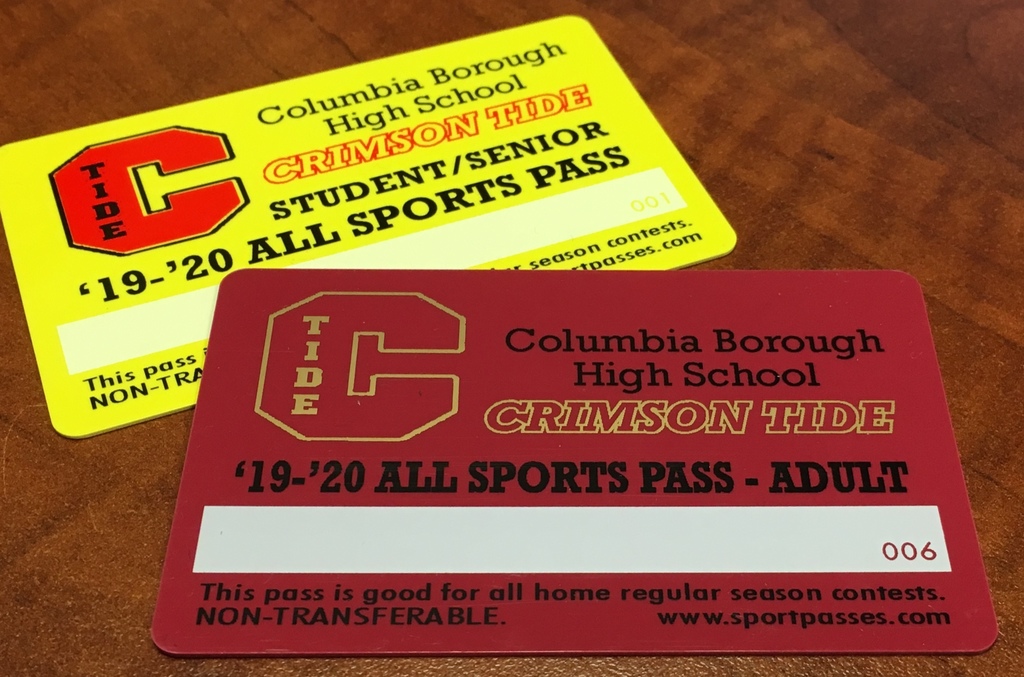 Columbia Borough
High School
CRIMSON TIDE
STUDENT/SENIOR
'19-'20 ALL SPORTS PASS
TIDE
C
001
This pass season contests.
NON-TRA
Columbia Borough
High School
CRIMSON TIDE
TIDE
C
'19-'20 ALL SPORTS PASS - ADULT
006
This pass is good for all home regular season contests.
NON-TRANSFERABLE. www.sportpasses.com